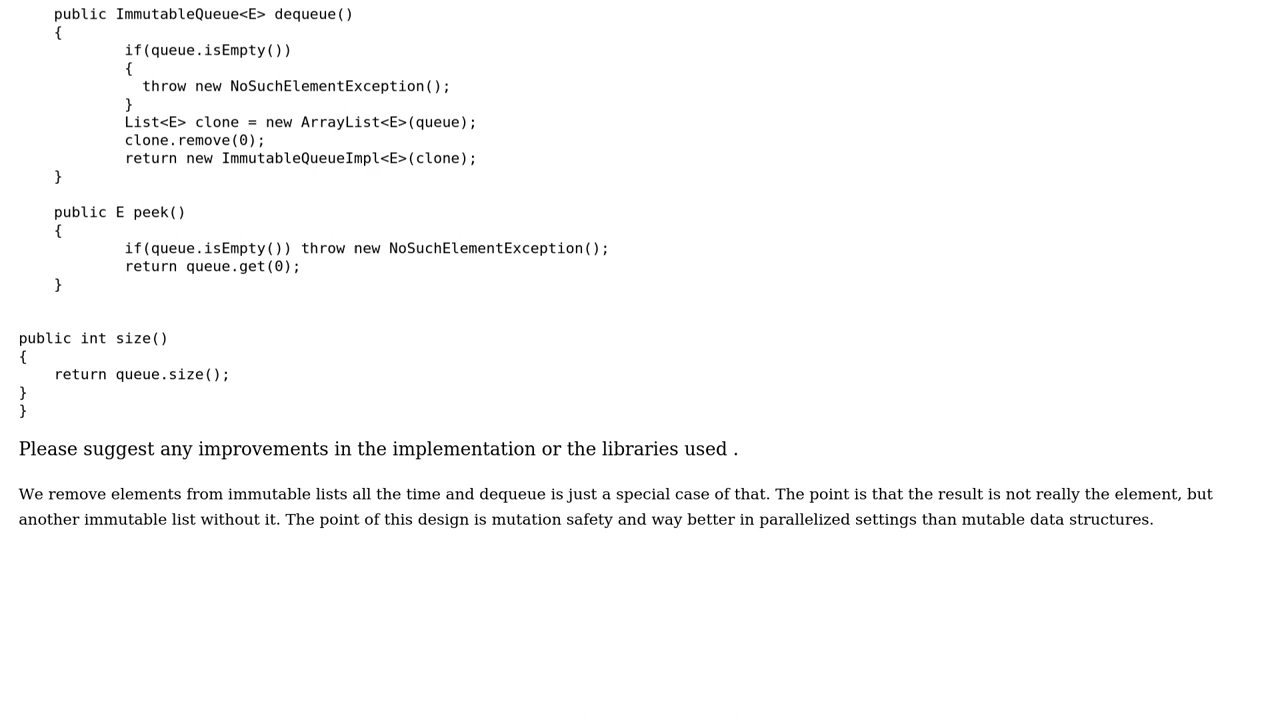 public ImmutableQueue<E> dequeue()
{
if(queue.isEmpty())
{
throw new NoSuchElementException();
}
List<E> clone = new ArrayList<E>(queue);
clone.remove(0);
return new ImmutableQueueImpl<E>(clone);
}
public E peek()
{
if(queue.isEmpty()) throw new NoSuchElementException();
return queue.get(0);
}
public int size()
{
return queue.size();
}
}
Please suggest any improvements in the implementation or the libraries used .
We remove elements from immutable lists all the time and dequeue is just a special case of that. The point is that the result is not really the element, but
another immutable list without it. The point of this design is mutation safety and way better in parallelized settings than mutable data structures.